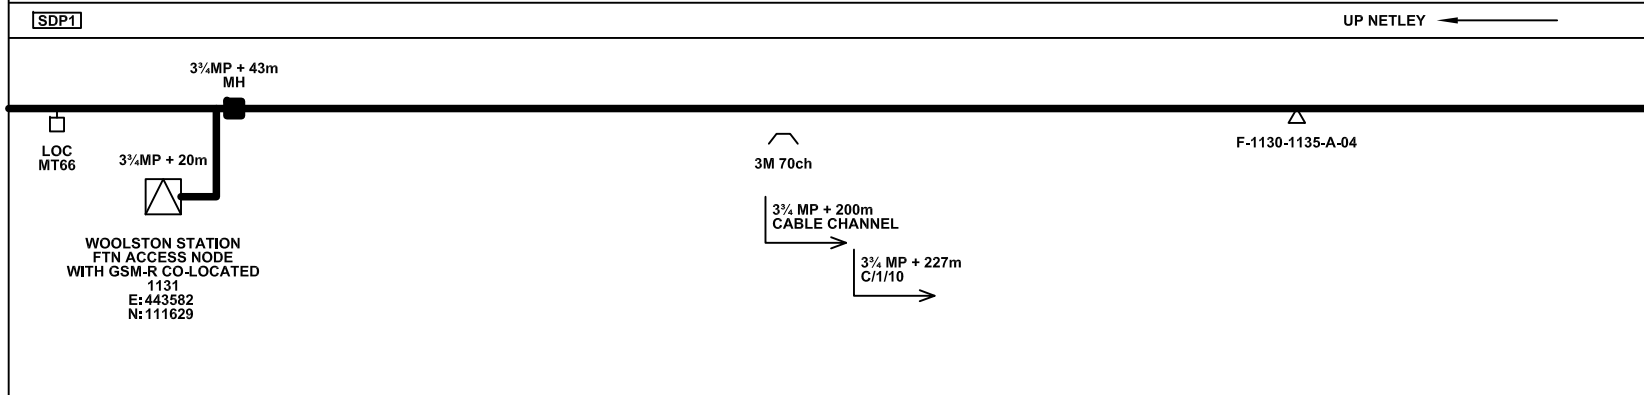 SDP1
UP NETLEY
3¾MP + 43m
MH
LOC
MT66
3¾MP + 20m
WOOLSTON STATION
FTN ACCESS NODE
WITH GSM-R CO-LOCATED
1131
E:443582
N:111629
3M 70ch
3¾ MP + 200m
CABLE CHANNEL
3¾ MP + 227m
C/1/10
F-1130-1135-A-04